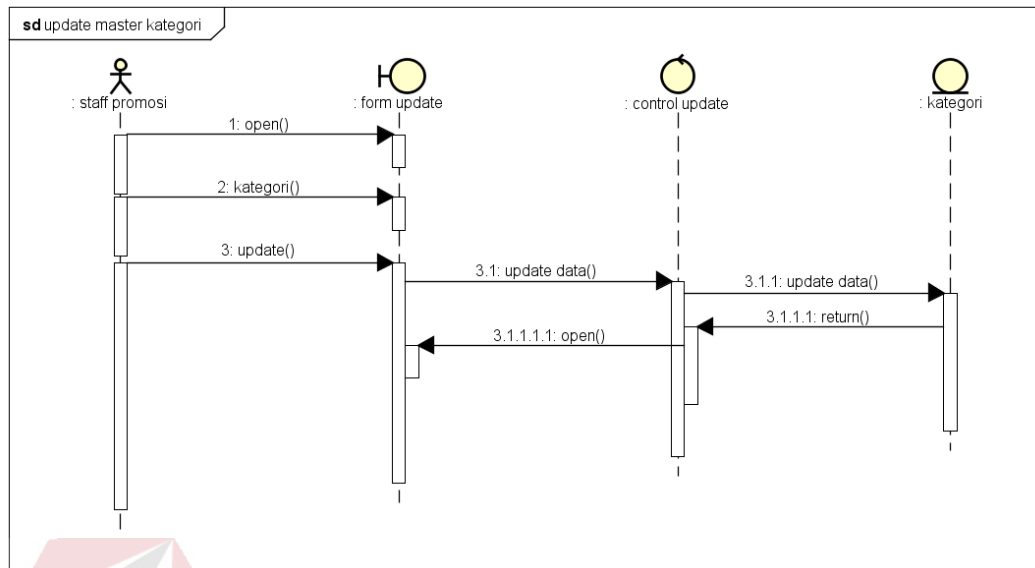 sd update master kategori
: staff promosi
: form update
: control update
: kategori
1: open()
2: kategori()
3: update()
3.1: update data()
3.1.1: update data()
3.1.1.1: return()
3.1.1.1.1: open()